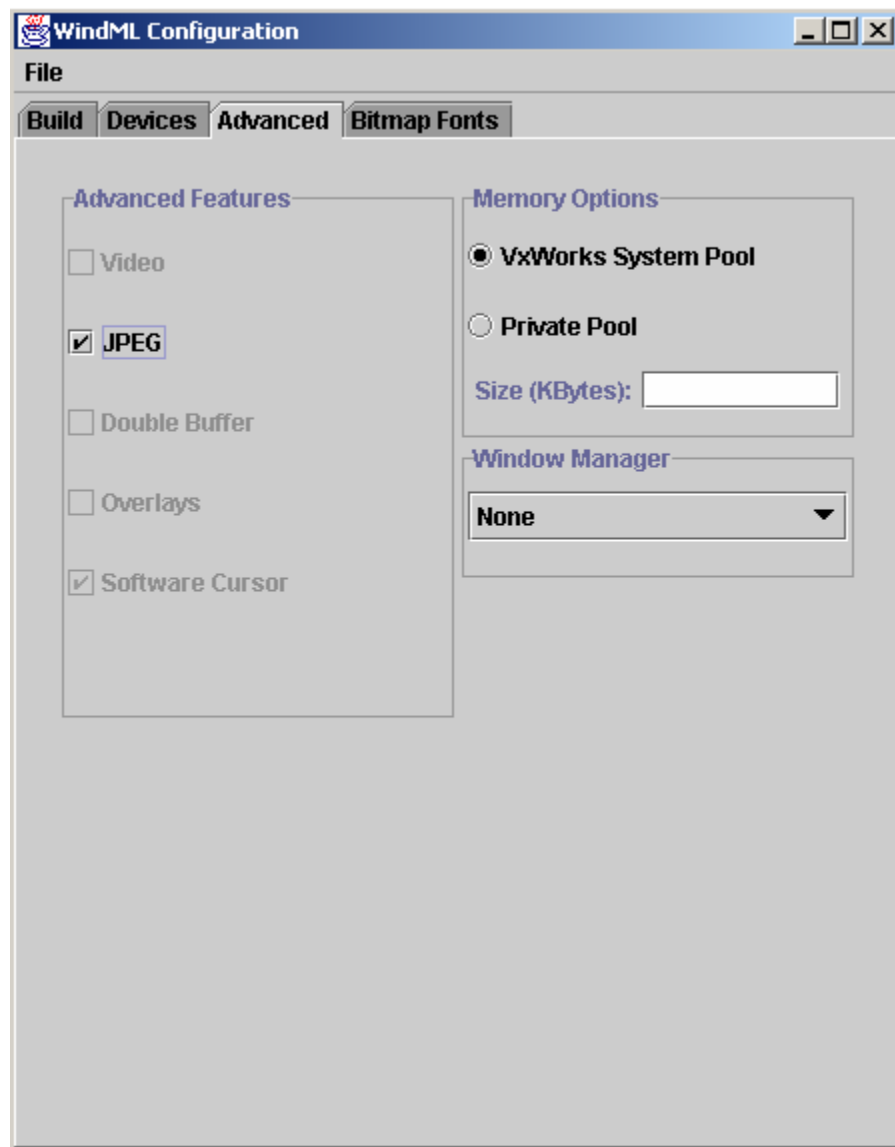 WindML Configuration
File
Build Devices Advanced Bitmap Fonts
Advanced Features
Video
JPEG
Double Buffer
Overlays
Software Cursor
Memory Options
VxWorks System Pool
Private Pool
Size (KBytes):
Window Manager
None